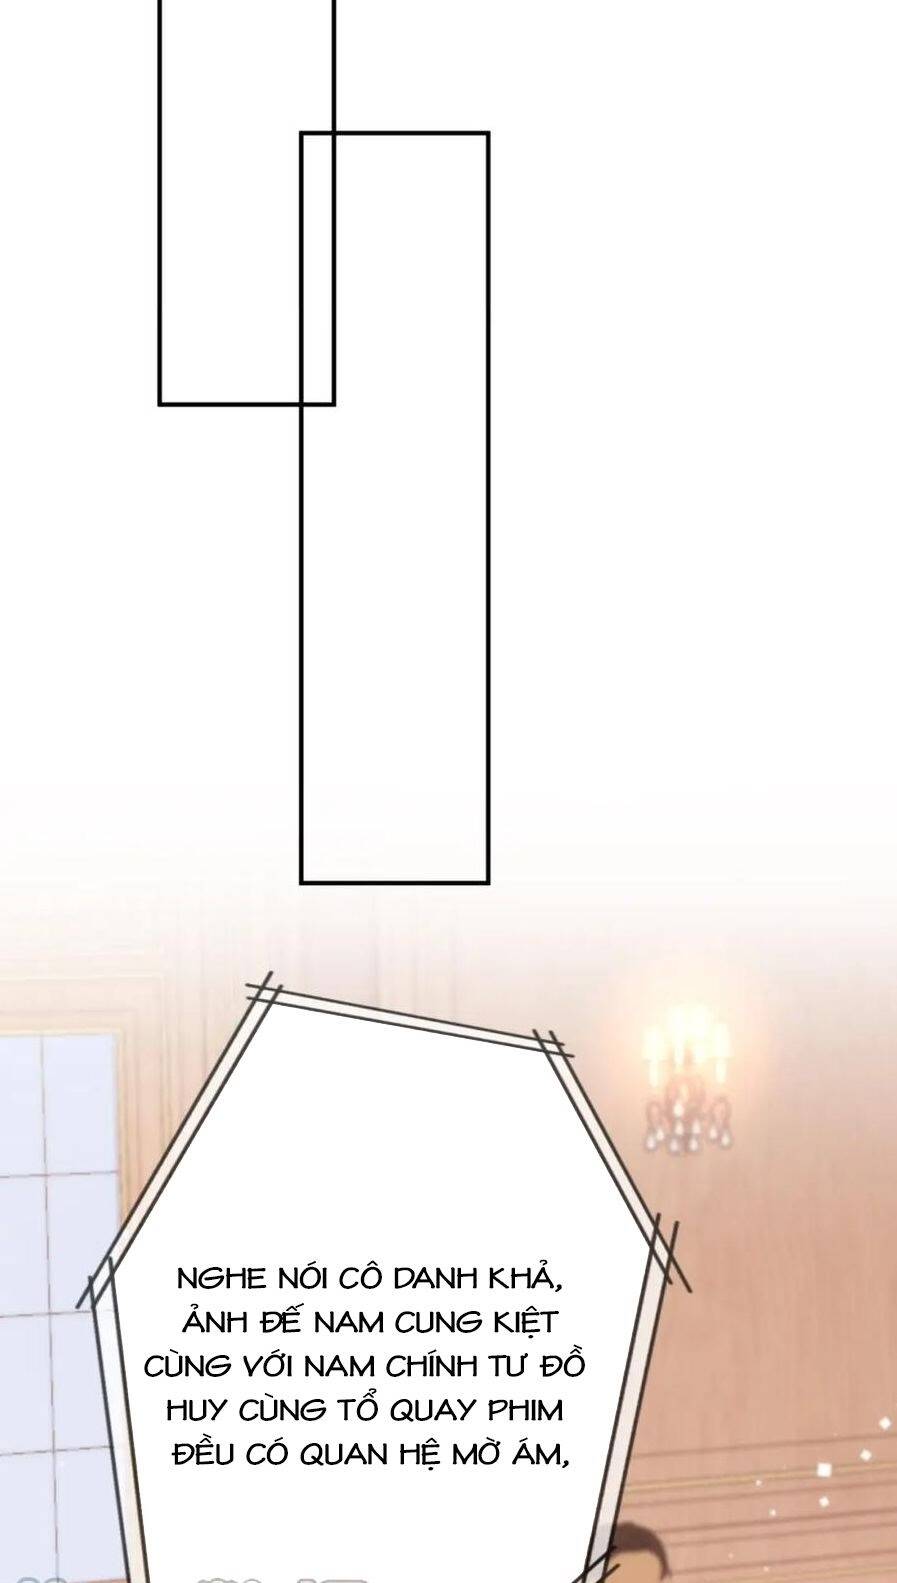 NGHE NÓI CÔ DANH KHẢ,
ẢNH ĐẾ NAM CUNG KIỆT
CÙNG VỚI NAM CHÍNH TƯ ĐỒ
HUY CÙNG TỔ QUAY PHIM
ĐỀU CÓ QUAN HỆ MỜ ÁM,